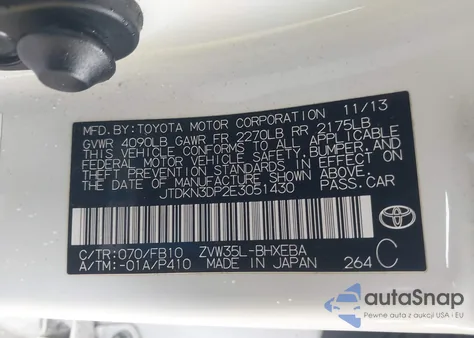 MFD. BY: TOYOTA MOTOR CORPORATION 11/13
GVWR 4090LB GAWR FR 2270LB RR 2175LB
THIS VEHICLE CONFORMS TO ALL APPLICABLE
FEDERAL MOTOR VEHICLE SAFETY, BUMPER, AND
THEFT PREVENTION STANDARDS IN EFFECT ON
THE DATE OF MANUFACTURE SHOWN ABOVE.
JTDKN3DP2E3051430 PASS. CAR
C/TR: 070/FB10 ZVW35L-BHXEBA
A/TM: -01A/P410 MADE IN JAPAN 264 C
TOYOTA
autaSnap
Pewne auta z aukcji USA i EU